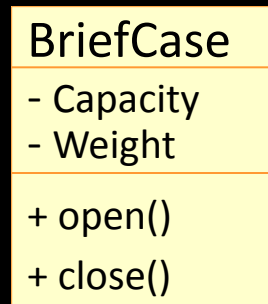 BriefCase
- Capacity
- Weight
+ open()
+ close()